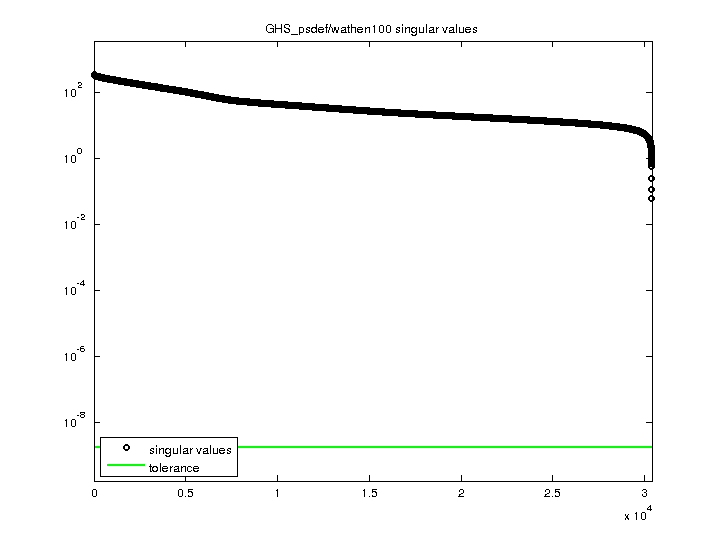 GHS_psdef/wathen100 singular values
10^2
10^0
10^-2
10^-4
10^-6
10^-8
singular values
tolerance
0 0.5 1 1.5 2 2.5 3
x 10^4